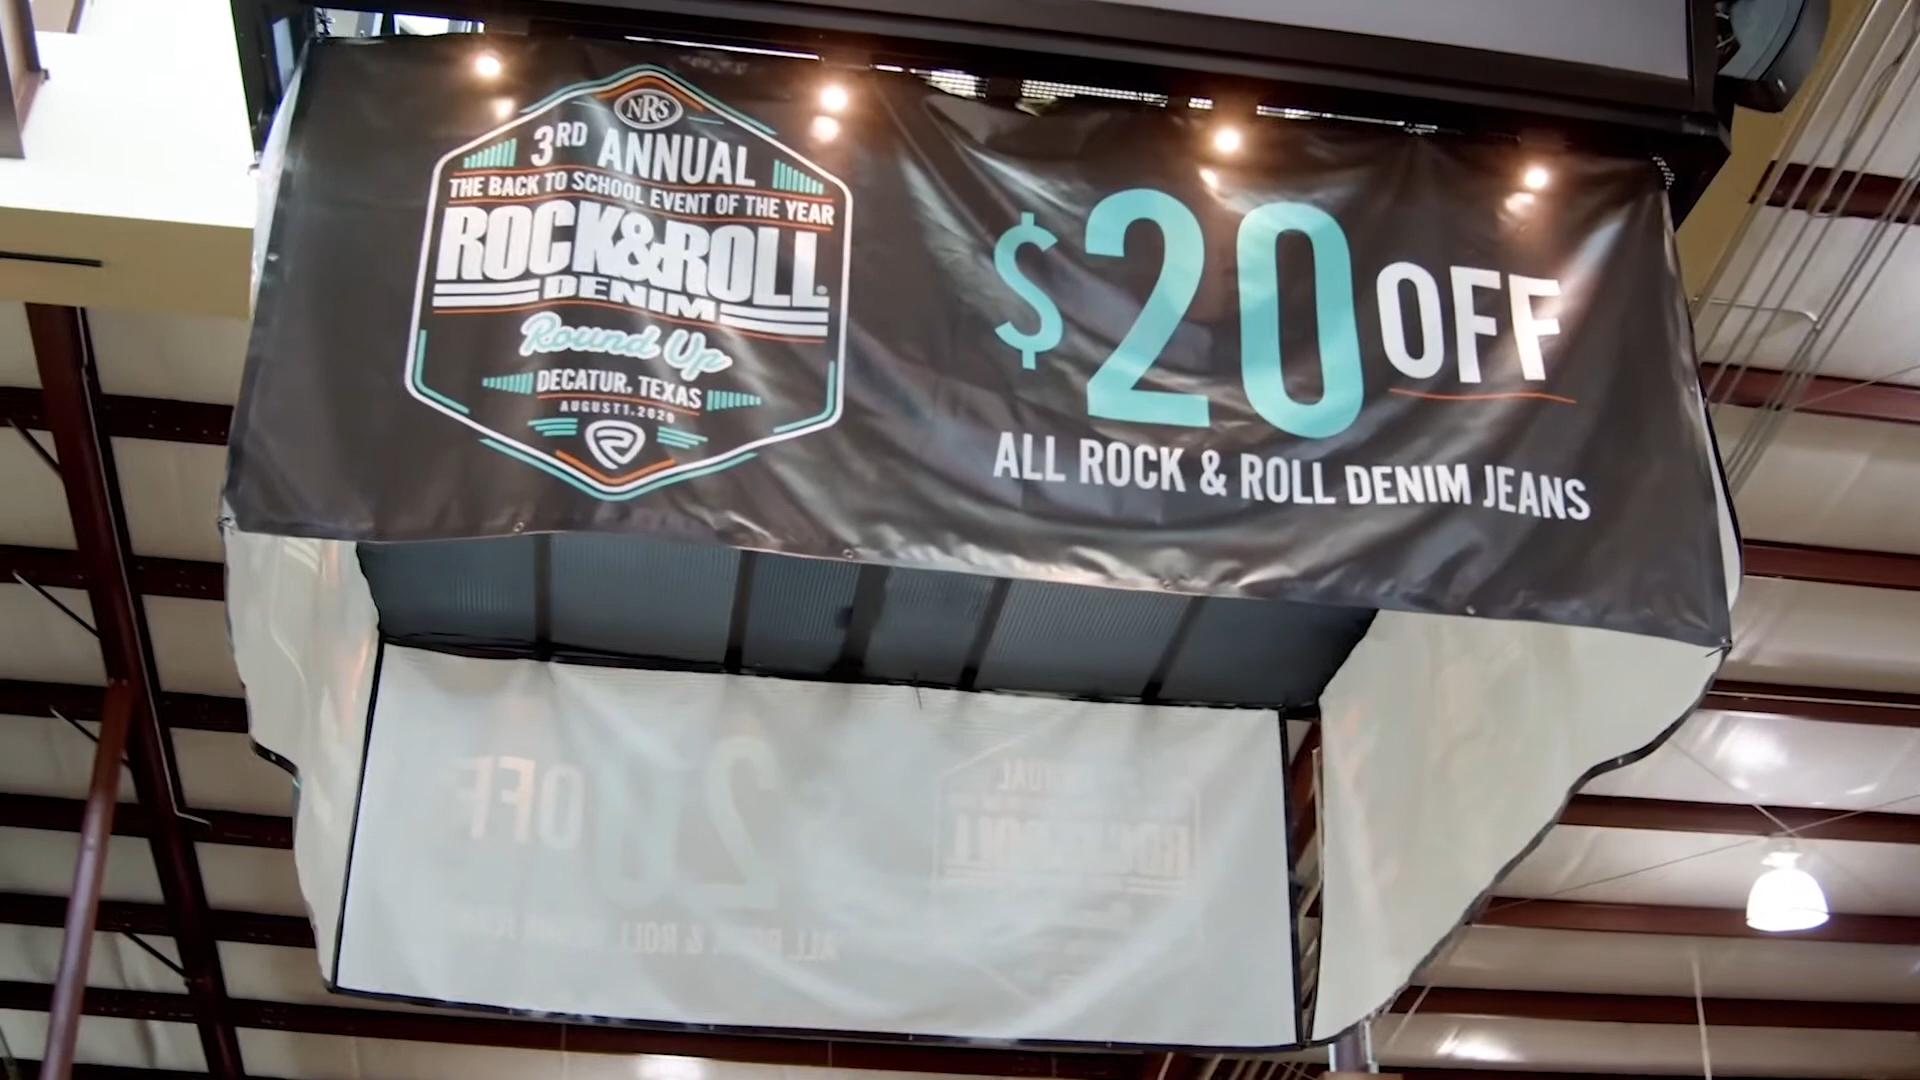 NRS
3RD ANNUAL
THE BACK TO SCHOOL EVENT OF THE YEAR
ROCK&ROLL®
DENIM
Round Up
DECATUR, TEXAS
AUGUST 1, 2020
$20 OFF
ALL ROCK & ROLL DENIM JEANS